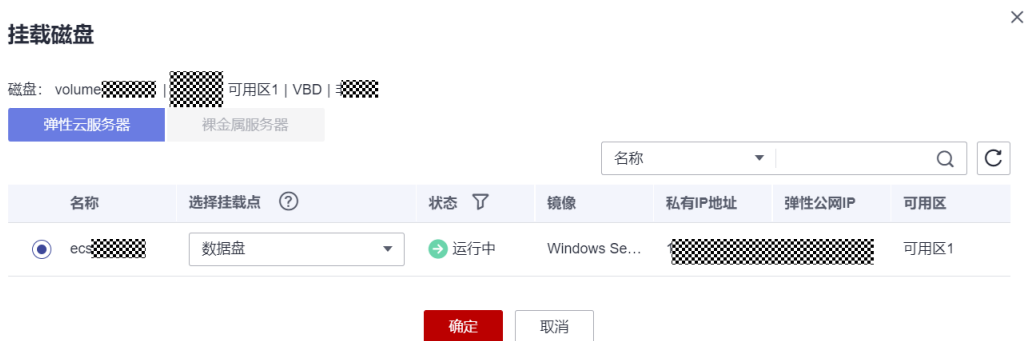 挂载磁盘
磁盘： volume | 可用区1 | VBD |
弹性云服务器 裸金属服务器
名称
名称 选择挂载点 ? 状态 镜像 私有IP地址 弹性公网IP 可用区
ecs 数据盘 运行中 Windows Se... 可用区1
确定 取消